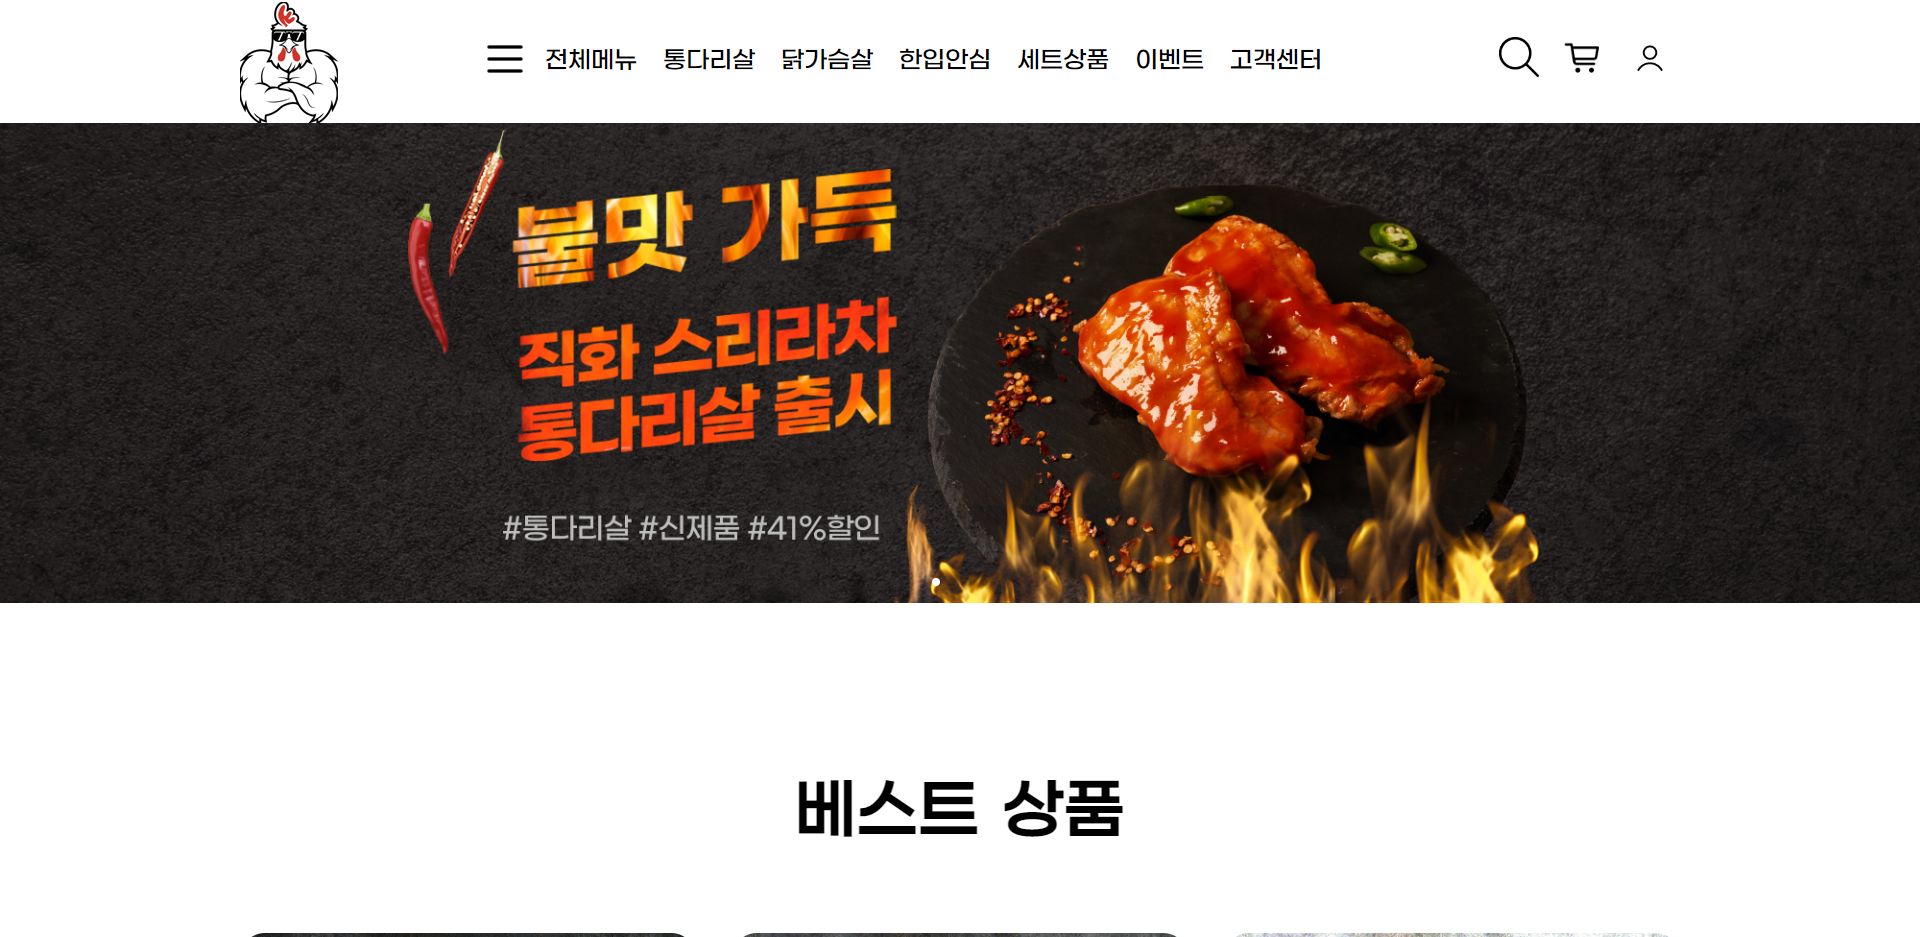 전체메뉴 통다리살 닭가슴살 한입안심 세트상품 이벤트 고객센터
불맛 가득
직화 스리라차
통다리살 출시
#통다리살 #신제품 #41%할인
베스트 상품